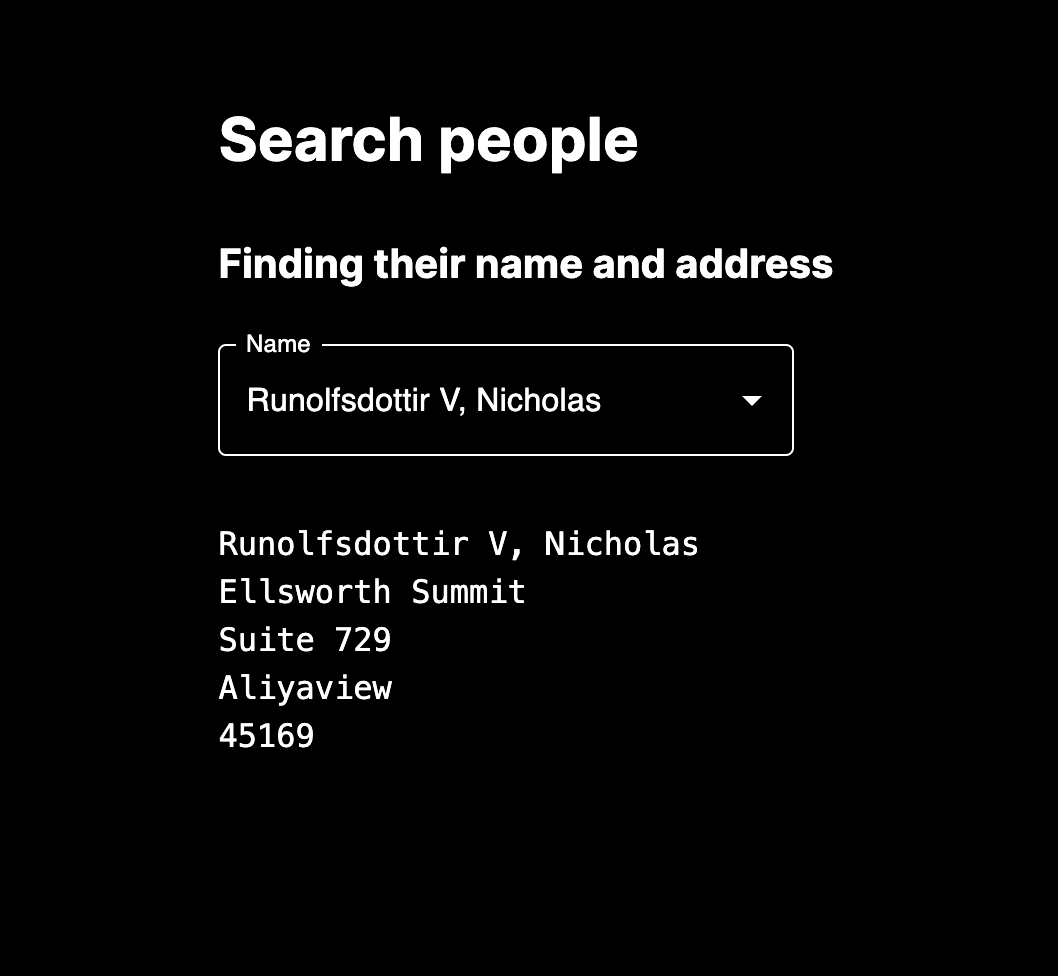 Search people
Finding their name and address
Name
Runolfsdottir V, Nicholas
Runolfsdottir V, Nicholas
Ellsworth Summit
Suite 729
Aliyaview
45169